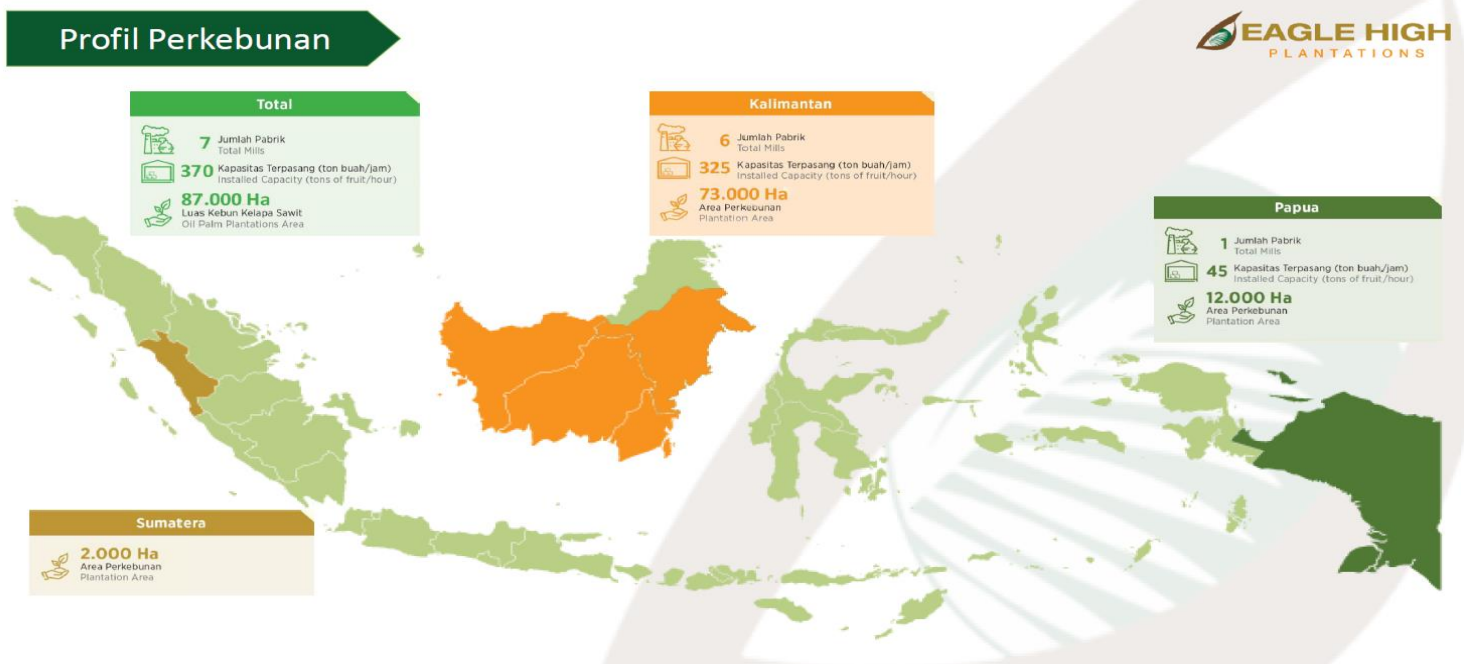 Profil Perkebunan
EAGLE HIGH
PLANTATIONS
Total
7 Jumlah Pabrik
Total Mills
370 Kapasitas Terpasang (ton buah/jam)
Installed Capacity (tons of fruit/hour)
87.000 Ha
Luas Kebun Kelapa Sawit
Oil Palm Plantations Area
Kalimantan
6 Jumlah Pabrik
Total Mills
325 Kapasitas Terpasang (ton buah/jam)
Installed Capacity (tons of fruit/hour)
73.000 Ha
Area Perkebunan
Plantation Area
Papua
1 Jumlah Pabrik
Total Mills
45 Kapasitas Terpasang (ton buah/jam)
Installed Capacity (tons of fruit/hour)
12.000 Ha
Area Perkebunan
Plantation Area
Sumatera
2.000 Ha
Area Perkebunan
Plantation Area